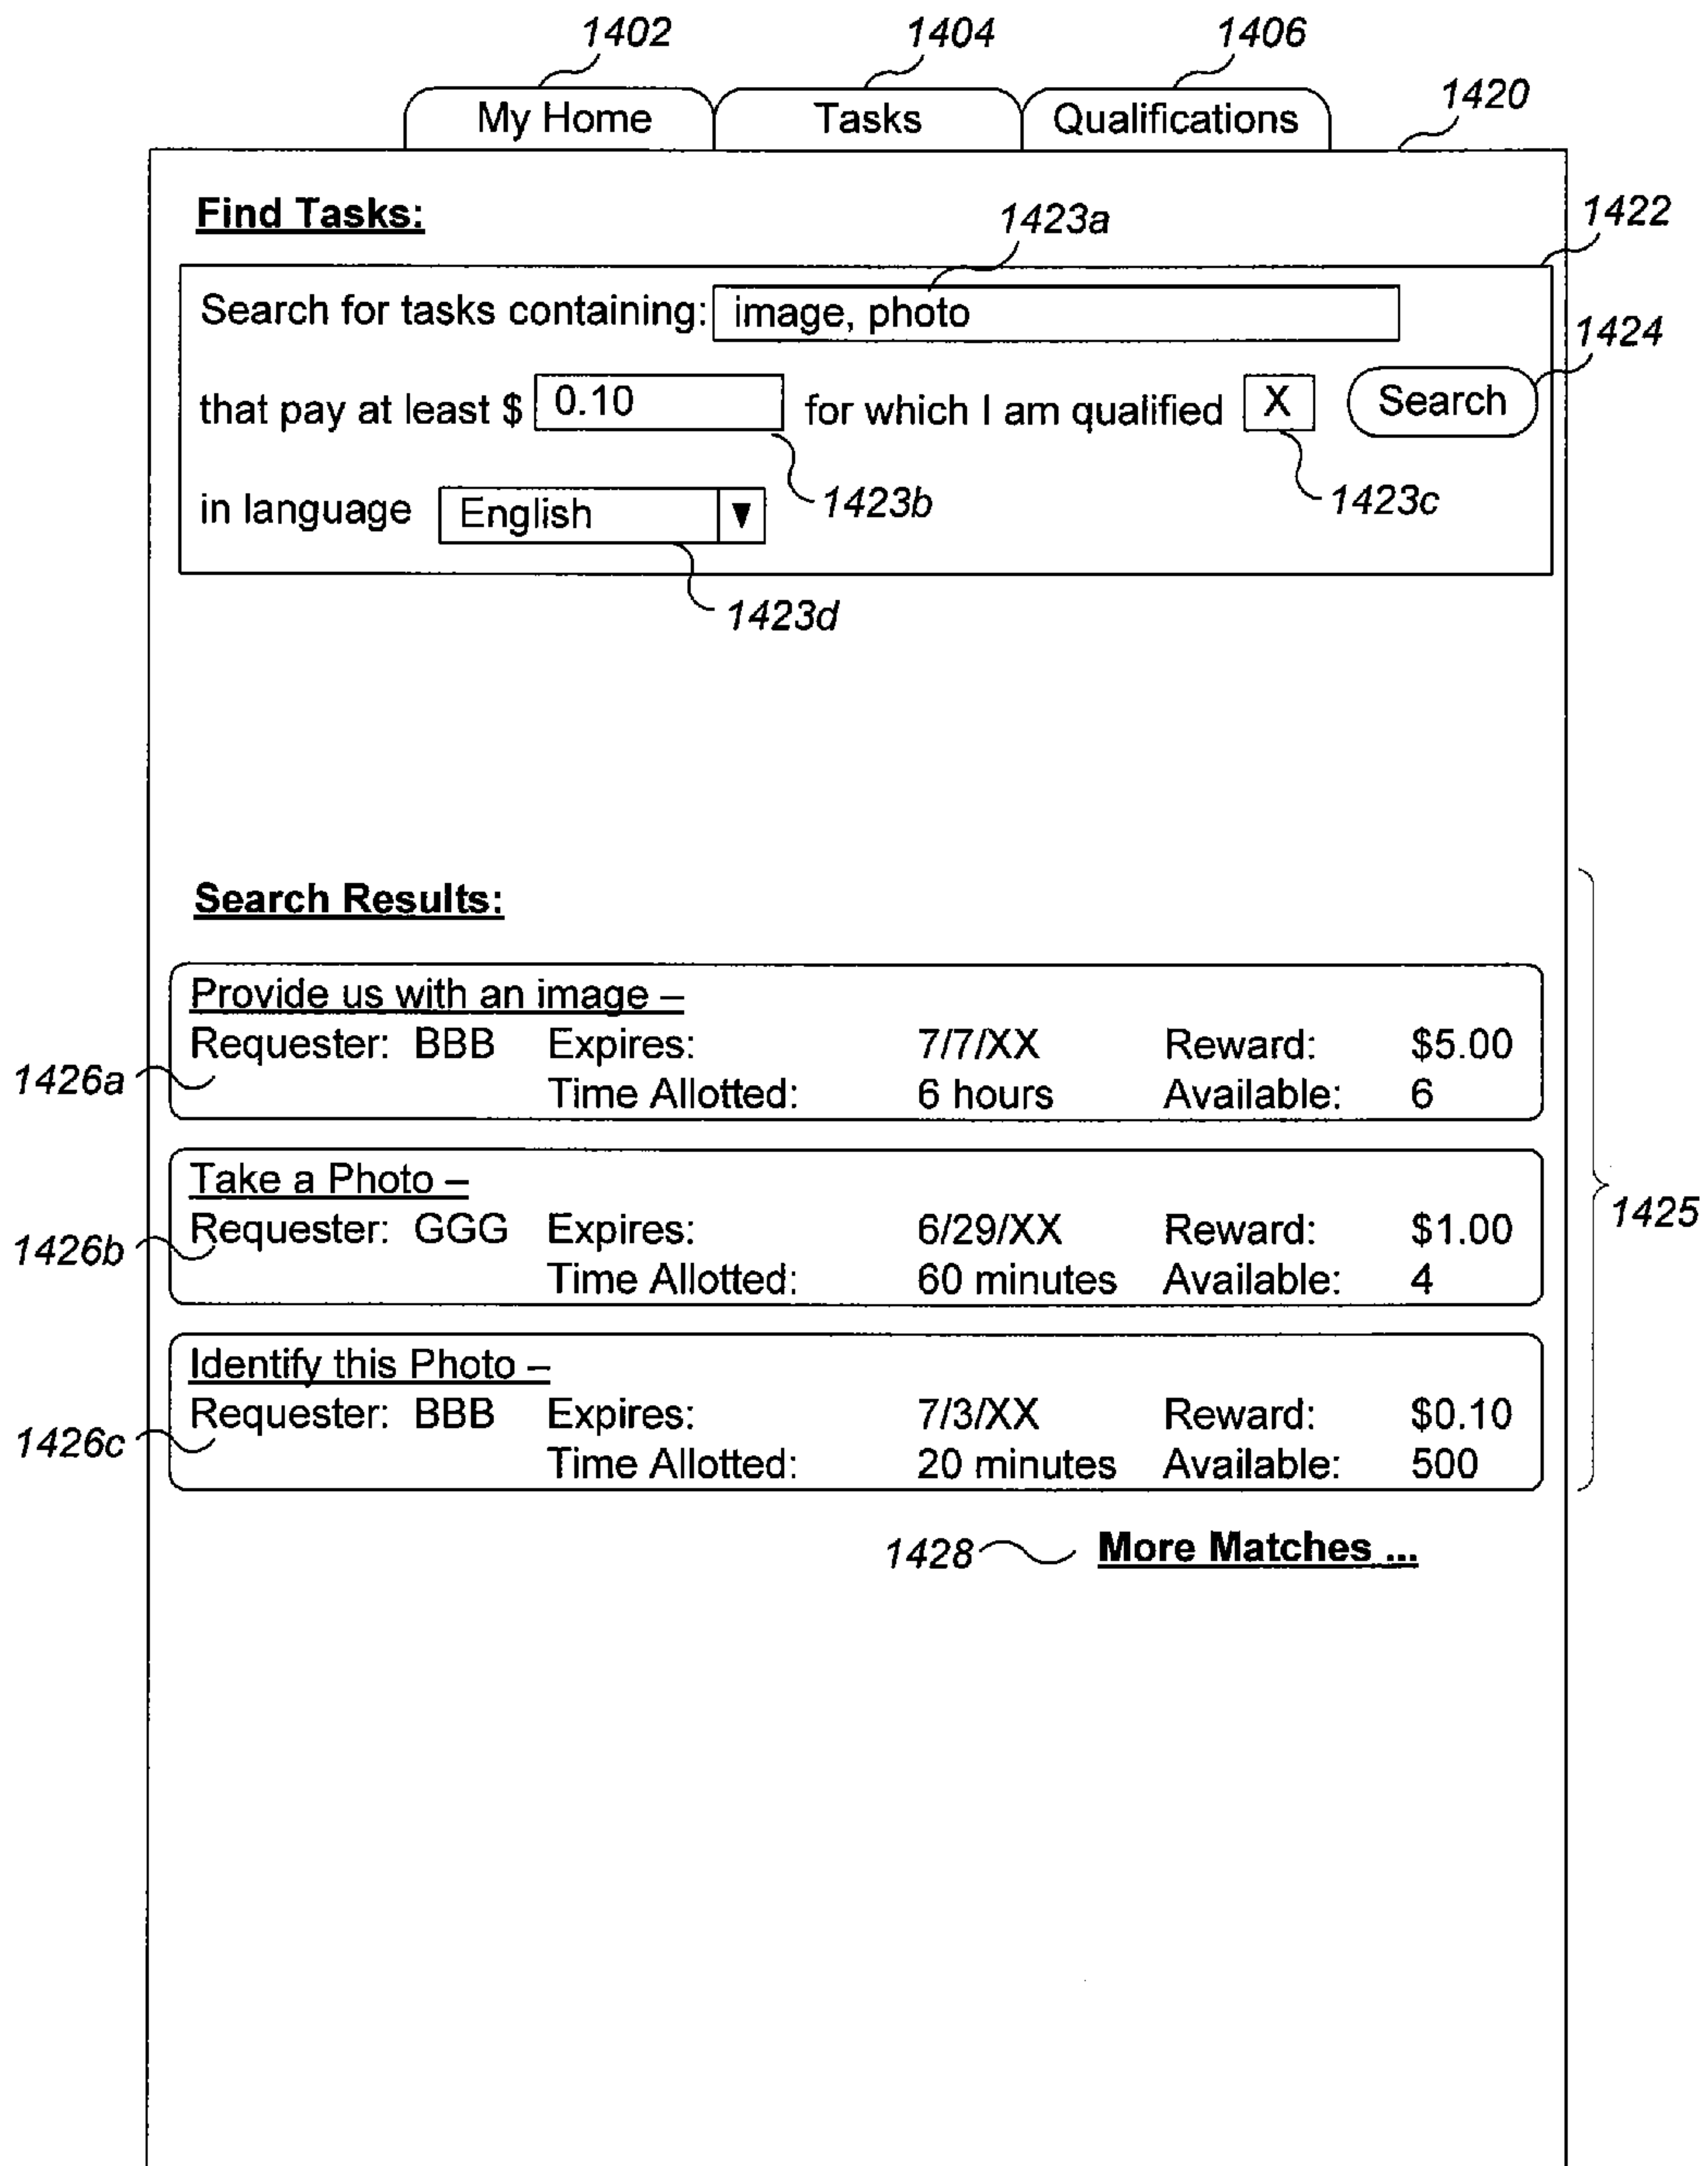 1402 1404 1406
My Home Tasks Qualifications 1420
Find Tasks: 1423a 1422
Search for tasks containing: image, photo
1424
that pay at least $ 0.10 for which I am qualified X Search
1423b 1423c
in language English ▼
1423d
Search Results:
Provide us with an image –
Requester: BBB Expires: 7/7/XX Reward: $5.00
1426a Time Allotted: 6 hours Available: 6
Take a Photo –
1425
Requester: GGG Expires: 6/29/XX Reward: $1.00
1426b Time Allotted: 60 minutes Available: 4
Identify this Photo –
Requester: BBB Expires: 7/3/XX Reward: $0.10
1426c Time Allotted: 20 minutes Available: 500
1428 More Matches ...